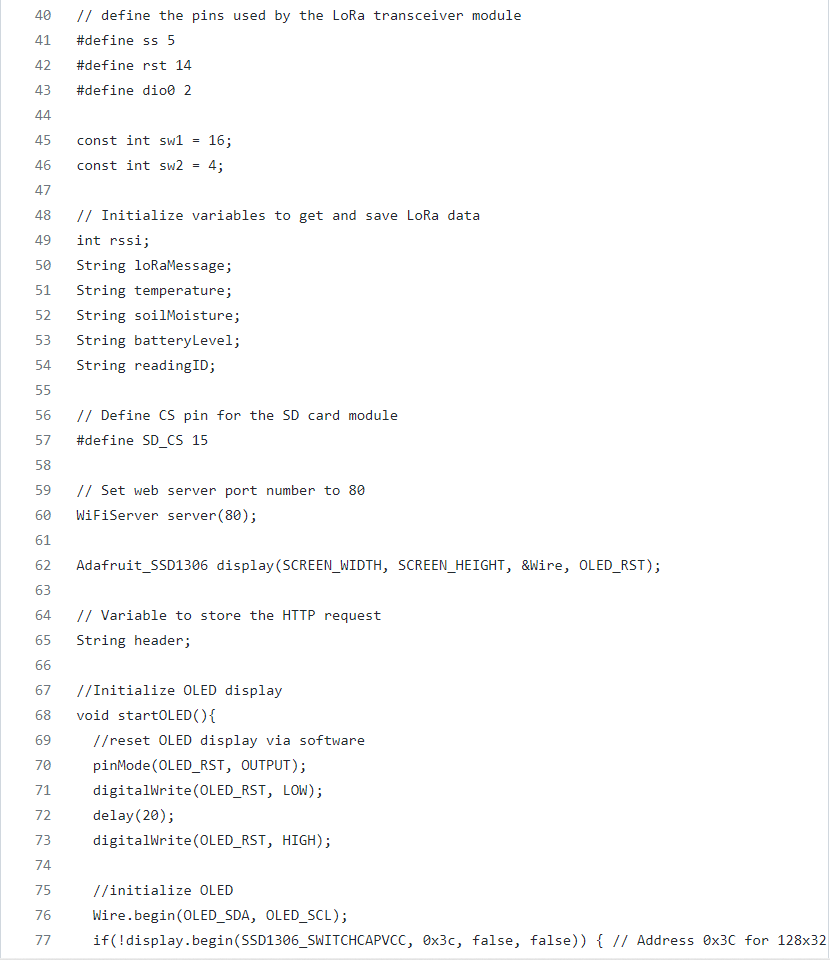 40 // define the pins used by the LoRa transceiver module
41 #define ss 5
42 #define rst 14
43 #define dio0 2
44
45 const int sw1 = 16;
46 const int sw2 = 4;
47
48 // Initialize variables to get and save LoRa data
49 int rssi;
50 String loRaMessage;
51 String temperature;
52 String soilMoisture;
53 String batteryLevel;
54 String readingID;
55
56 // Define CS pin for the SD card module
57 #define SD_CS 15
58
59 // Set web server port number to 80
60 WiFiServer server(80);
61
62 Adafruit_SSD1306 display(SCREEN_WIDTH, SCREEN_HEIGHT, &Wire, OLED_RST);
63
64 // Variable to store the HTTP request
65 String header;
66
67 //Initialize OLED display
68 void startOLED(){
69   //reset OLED display via software
70   pinMode(OLED_RST, OUTPUT);
71   digitalWrite(OLED_RST, LOW);
72   delay(20);
73   digitalWrite(OLED_RST, HIGH);
74
75   //initialize OLED
76   Wire.begin(OLED_SDA, OLED_SCL);
77   if(!display.begin(SSD1306_SWITCHCAPVCC, 0x3c, false, false)) { // Address 0x3C for 128x32